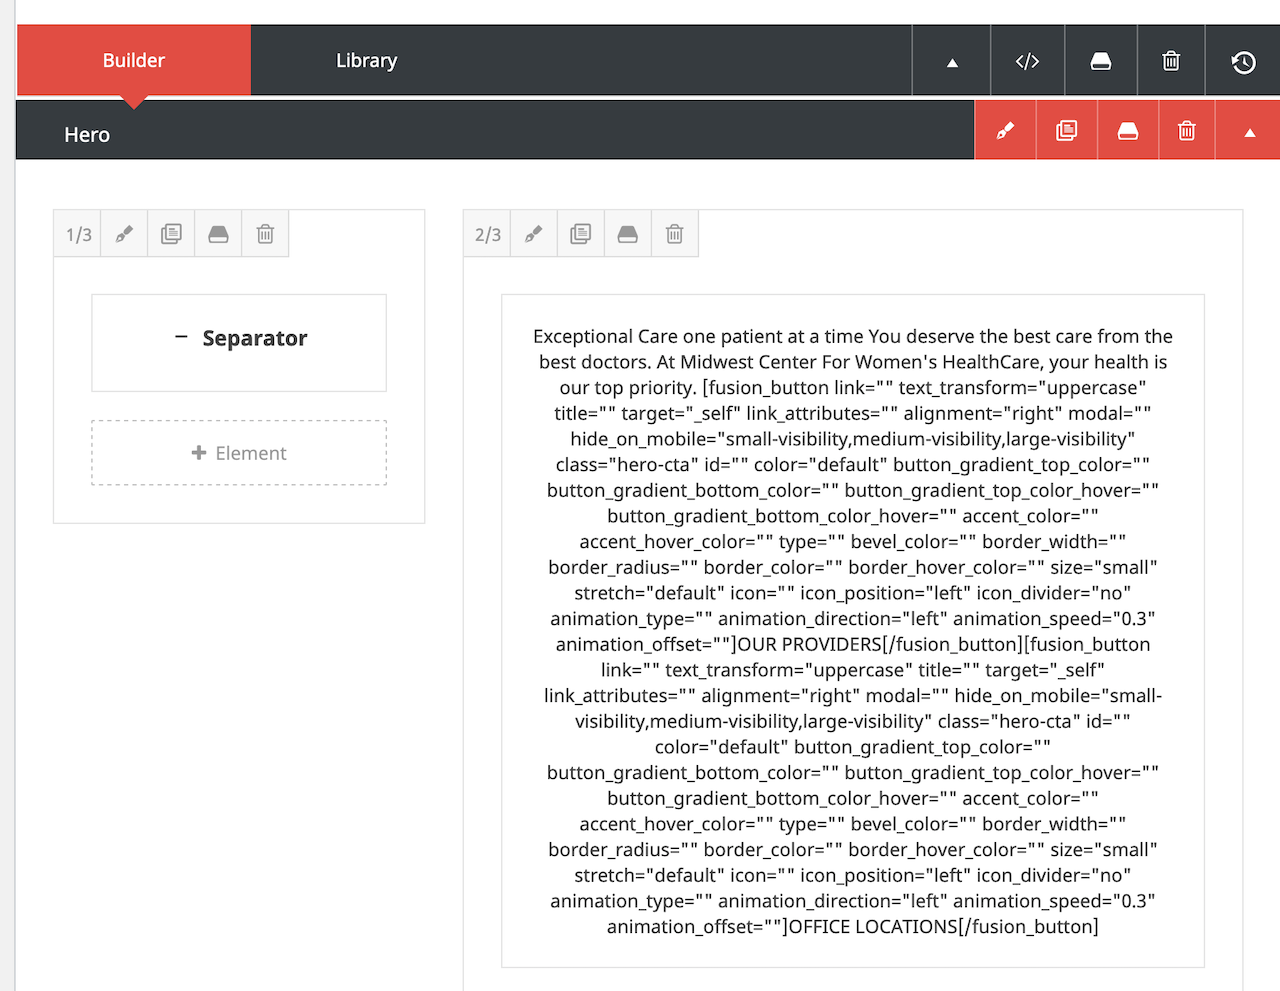 Builder
Library
Hero
1/3
2/3
Separator
Element
Exceptional Care one patient at a time You deserve the best care from the
best doctors. At Midwest Center For Women's HealthCare, your health is
our top priority. [fusion_button link="" text_transform="uppercase"
title="" target="_self" link_attributes="" alignment="right" modal=""
hide_on_mobile="small-visibility,medium-visibility,large-visibility"
class="hero-cta" id="" color="default" button_gradient_top_color=""
button_gradient_bottom_color="" button_gradient_top_color_hover=""
button_gradient_bottom_color_hover="" accent_color=""
accent_hover_color="" type="" bevel_color="" border_width=""
border_radius="" border_color="" border_hover_color="" size="small"
stretch="default" icon="" icon_position="left" icon_divider="no"
animation_type="" animation_direction="left" animation_speed="0.3"
animation_offset=""]OUR PROVIDERS[/fusion_button][fusion_button
link="" text_transform="uppercase" title="" target="_self"
link_attributes="" alignment="right" modal="" hide_on_mobile="small-
visibility,medium-visibility,large-visibility" class="hero-cta" id=""
color="default" button_gradient_top_color=""
button_gradient_bottom_color="" button_gradient_top_color_hover=""
button_gradient_bottom_color_hover="" accent_color=""
accent_hover_color="" type="" bevel_color="" border_width=""
border_radius="" border_color="" border_hover_color="" size="small"
stretch="default" icon="" icon_position="left" icon_divider="no"
animation_type="" animation_direction="left" animation_speed="0.3"
animation_offset=""]OFFICE LOCATIONS[/fusion_button]